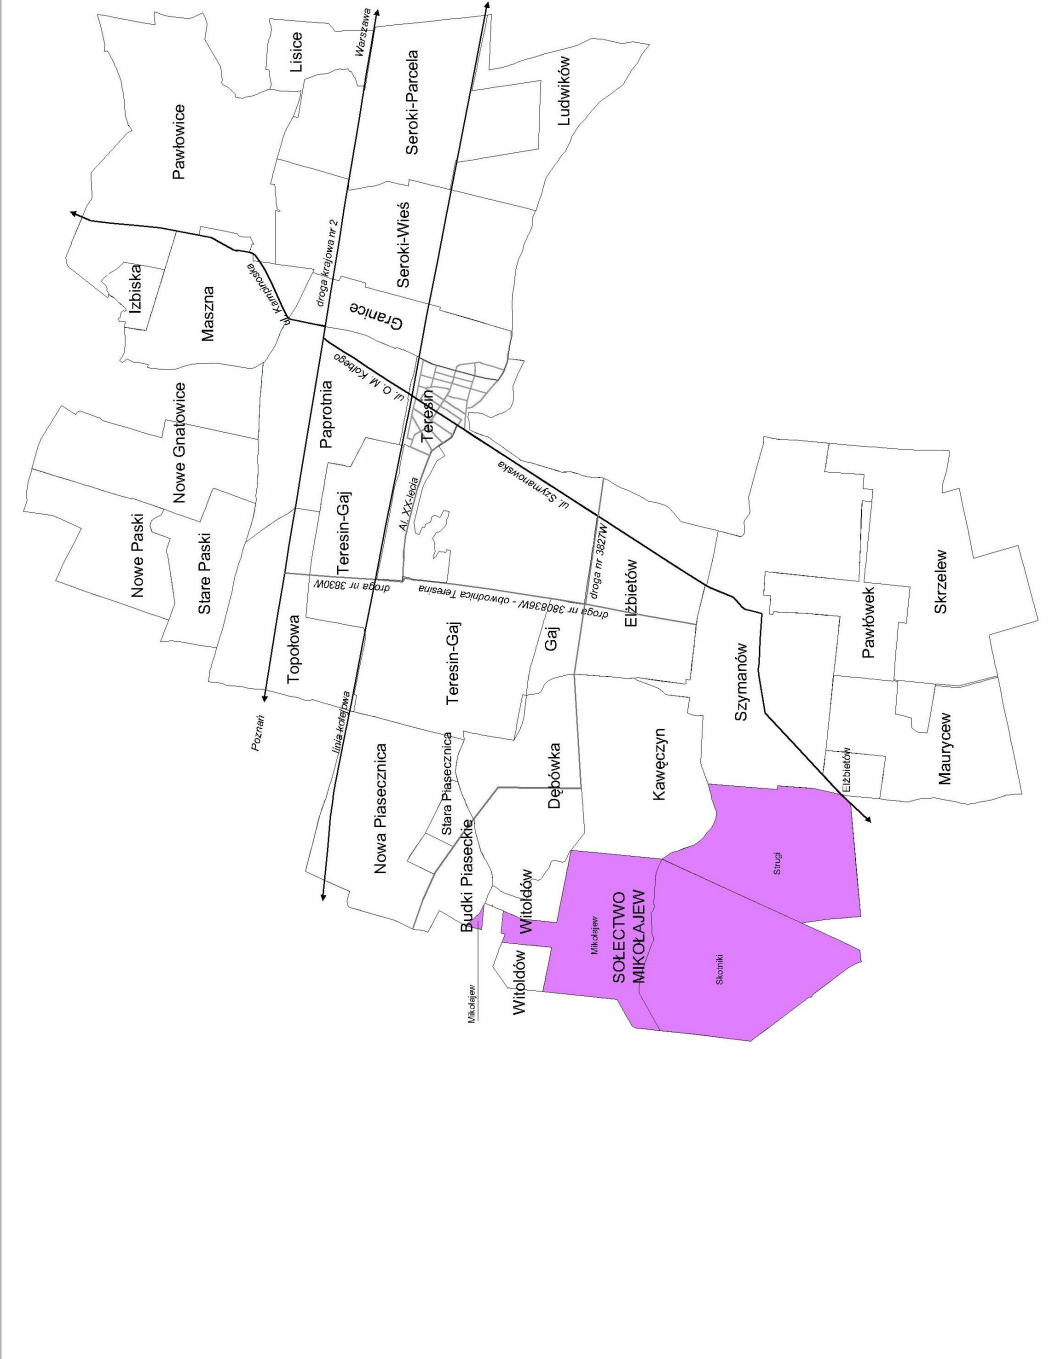 Warszawa
Lisice
Pawłowice
Seroki-Parcela
Ludwików
Izbiska
Maszna
ul. Kampinoska
droga krajowa nr 2
Seroki-Wieś
Granice
Nowe Gnatowice
Paprotnia
ul. O. M. Kolbego
Teresin
Nowe Paski
Stare Paski
Teresin-Gaj
Al. XX-lecia
ul. Szymanowska
droga nr 3830W
droga nr 380836W - obwodnica Teresina
droga nr 3827W
Topołowa
Teresin-Gaj
Gaj
Elżbietów
Skrzelew
Pawłówek
Szymanów
Poznań
linia kolejowa
Nowa Piasecznica
Stara Piasecznica
Dębówka
Kawęczyn
Elżbietów
Maurycew
Budki Piaseckie
Witoldów
Witoldów
Mikołajew
Mikołajew
SOŁECTWO
MIKOŁAJEW
Strugi
Skotniki